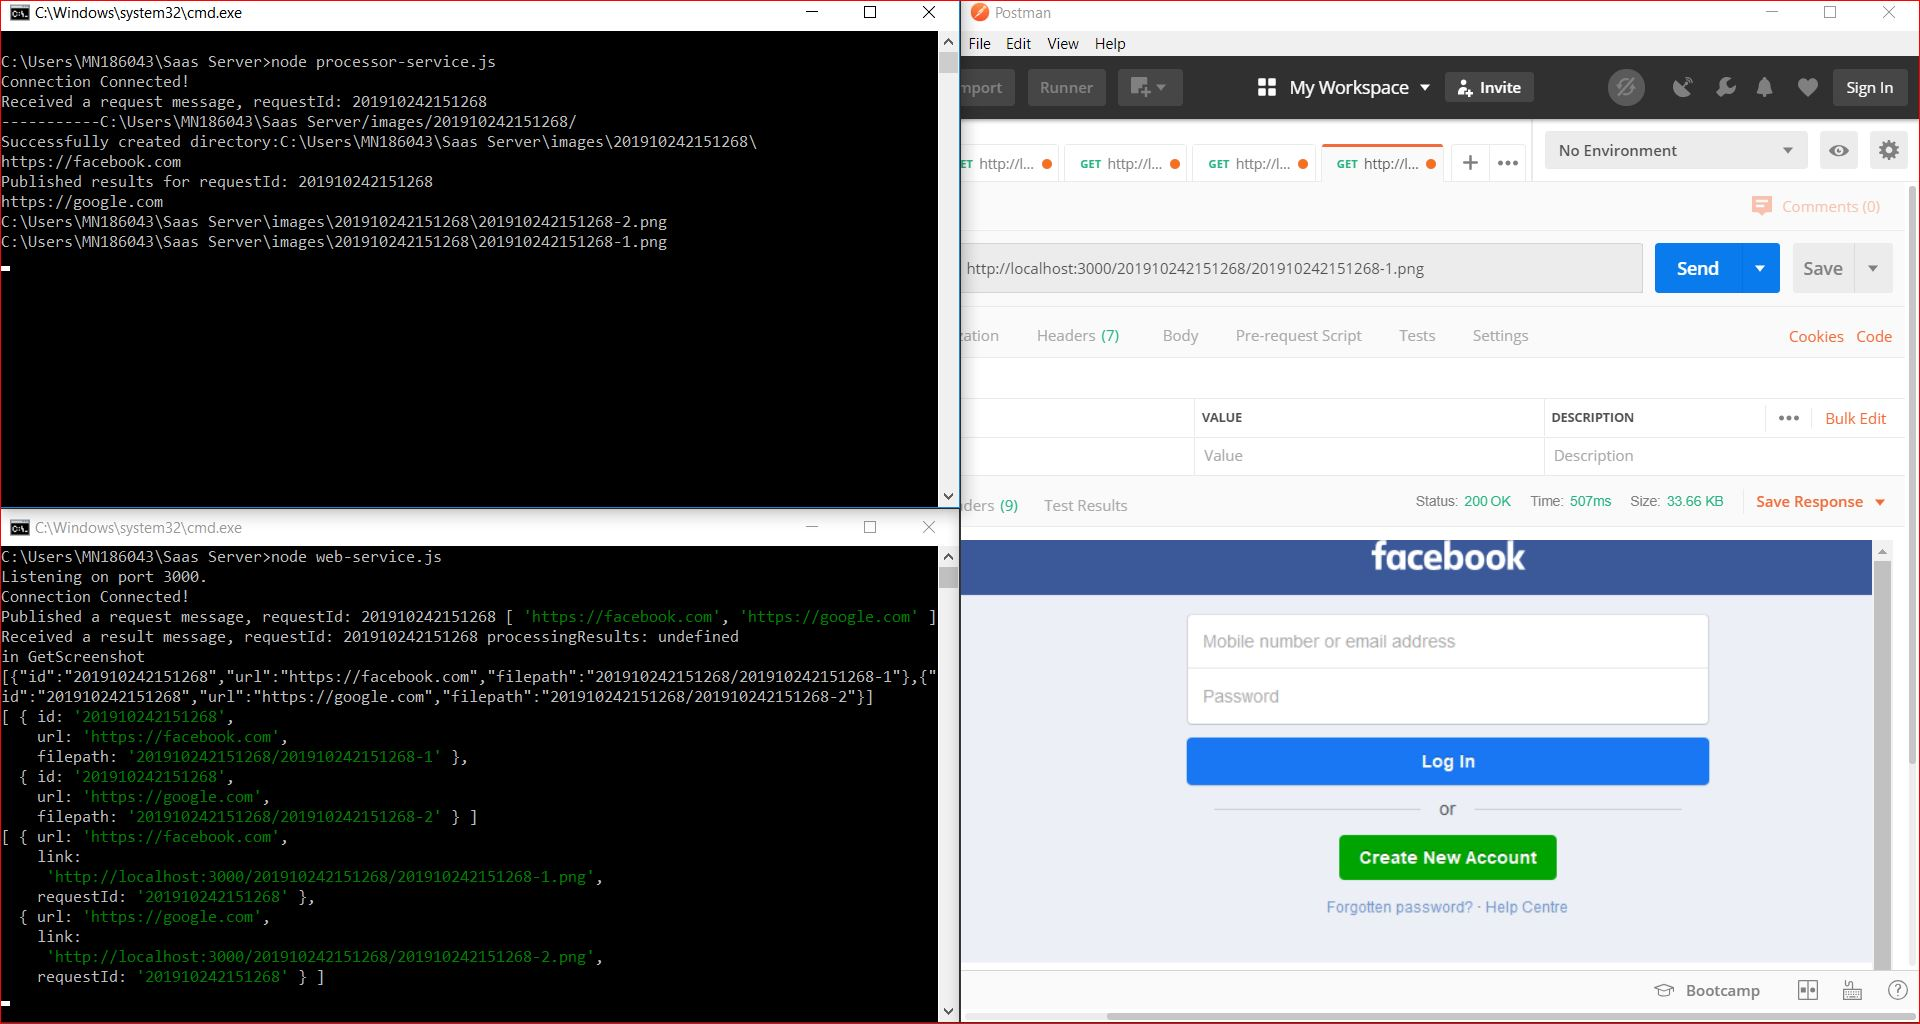 C:\Windows\system32\cmd.exe
C:\Users\MN186043\Saas Server>node processor-service.js
Connection Connected!
Received a request message, requestId: 201910242151268
-----------C:\Users\MN186043\Saas Server/images/201910242151268/
Successfully created directory:C:\Users\MN186043\Saas Server\images\201910242151268\
https://facebook.com
Published results for requestId: 201910242151268
https://google.com
C:\Users\MN186043\Saas Server\images\201910242151268\201910242151268-2.png
C:\Users\MN186043\Saas Server\images\201910242151268\201910242151268-1.png
C:\Windows\system32\cmd.exe
C:\Users\MN186043\Saas Server>node web-service.js
Listening on port 3000.
Connection Connected!
Published a request message, requestId: 201910242151268 [ 'https://facebook.com', 'https://google.com' ]
Received a result message, requestId: 201910242151268 processingResults: undefined
in GetScreenshot
[{"id":"201910242151268","url":"https://facebook.com","filepath":"201910242151268/201910242151268-1"},{"
id":"201910242151268","url":"https://google.com","filepath":"201910242151268/201910242151268-2"}]
[ { id: '201910242151268',
url: 'https://facebook.com',
filepath: '201910242151268/201910242151268-1' },
{ id: '201910242151268',
url: 'https://google.com',
filepath: '201910242151268/201910242151268-2' } ]
[ { url: 'https://facebook.com',
link:
'http://localhost:3000/201910242151268/201910242151268-1.png',
requestId: '201910242151268' },
{ url: 'https://google.com',
link:
'http://localhost:3000/201910242151268/201910242151268-2.png',
requestId: '201910242151268' } ]
Postman
File Edit View Help
mport Runner My Workspace Invite Sign In
ET http://l... GET http://l... GET http://l... GET http://l... + ••• No Environment
Comments (0)
http://localhost:3000/201910242151268/201910242151268-1.png Send Save
zation Headers (7) Body Pre-request Script Tests Settings Cookies Code
VALUE DESCRIPTION ••• Bulk Edit
Value Description
ders (9) Test Results Status: 200 OK Time: 507ms Size: 33.66 KB Save Response
facebook
Mobile number or email address
Password
Log In
or
Create New Account
Forgotten password? · Help Centre
Bootcamp